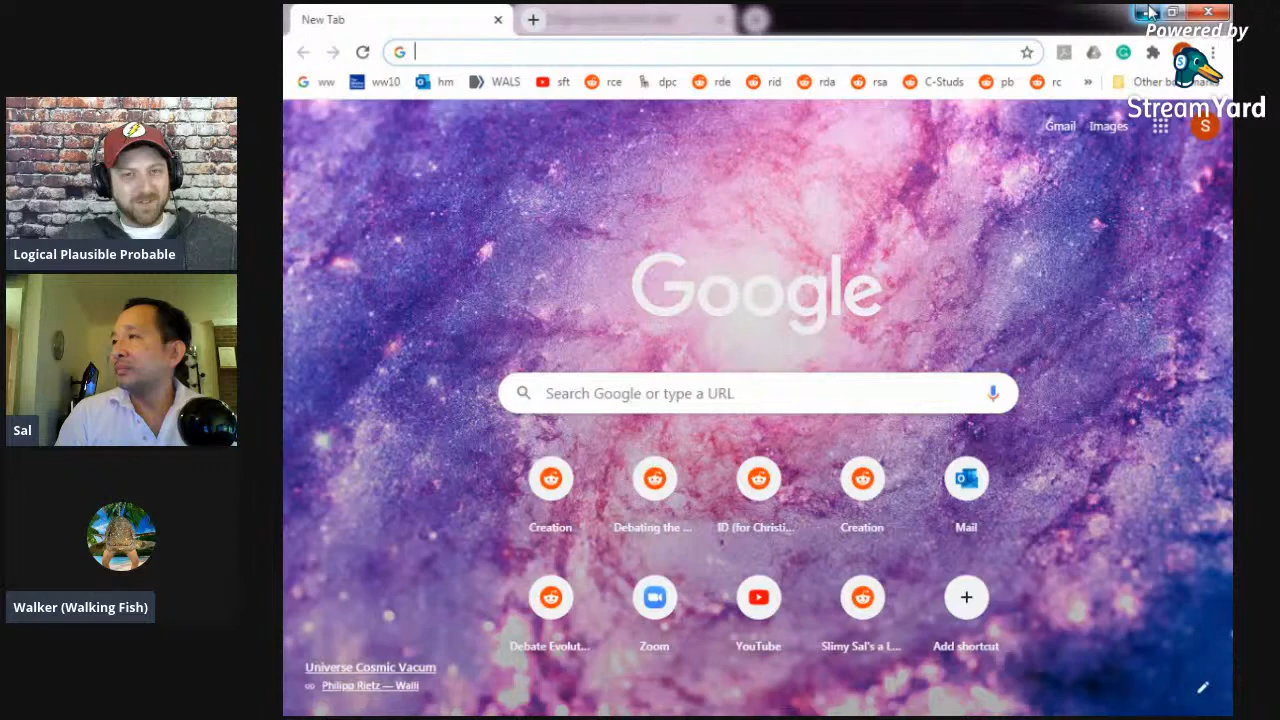 New Tab
Powered by
StreamYard
ww
ww10
hm
WALS
sft
rce
dpc
rde
rid
rda
rsa
C-Studs
pb
rc
»
Gmail
Images
S
Logical Plausible Probable
Google
Search Google or type a URL
Sal
Creation
Debating the ...
ID (for Christi...
Creation
Mail
Walker (Walking Fish)
Debate Evolut...
Zoom
YouTube
Slimy Sal's a L...
Add shortcut
Universe Cosmic Vacum
Philipp Rietz — Walli